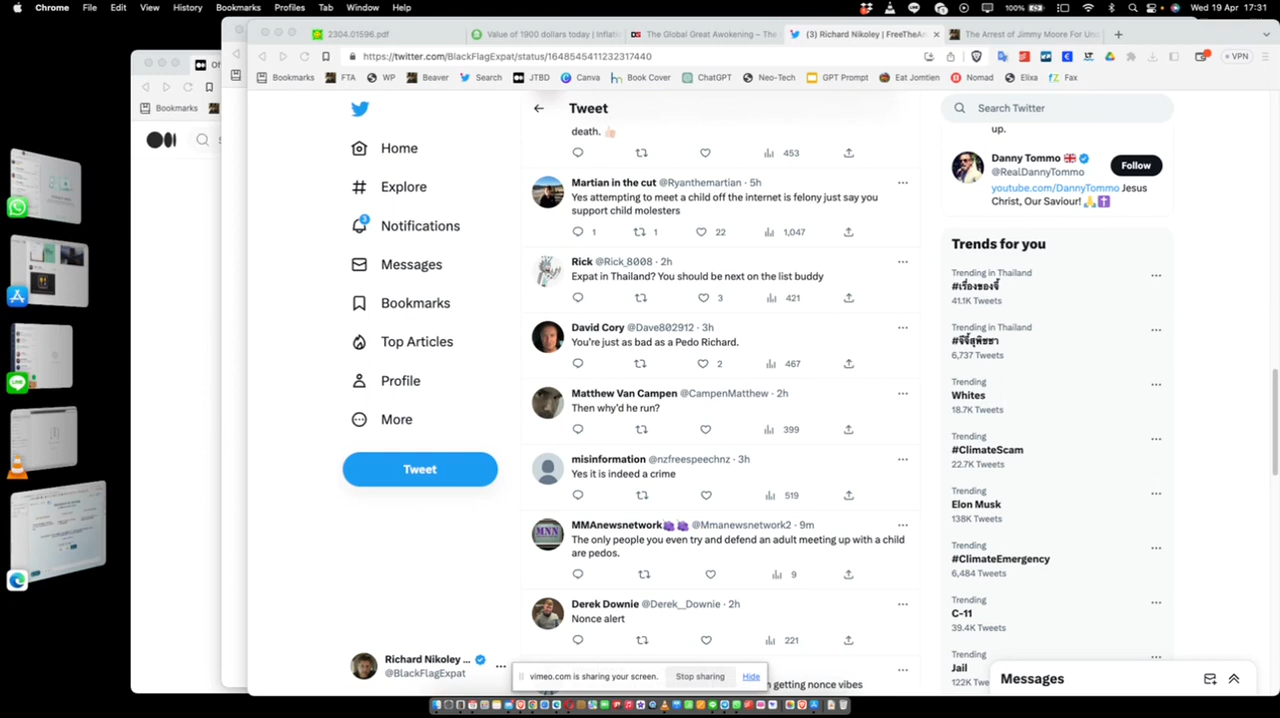 Chrome File Edit View History Bookmarks Profiles Tab Window Help
100% Wed 19 Apr 17:31
2304.01596.pdf
Value of 1900 dollars today | Inflat
The Global Great Awakening – The
(3) Richard Nikoley | FreeTheAn
The Arrest of Jimmy Moore For Un
https://twitter.com/BlackFlagExpat/status/1648545411232317440
VPN
Bookmarks FTA WP Beaver Search JTBD Canva Book Cover ChatGPT Neo-Tech GPT Prompt Eat Jomtien Nomad Elixa Fax
Bookmarks
Home
Explore
3
Notifications
Messages
Bookmarks
Top Articles
Profile
More
Tweet
Richard Nikoley ...
@BlackFlagExpat
Tweet
death. 👍🏻
453
Martian in the cut @Ryanthemartian · 5h
Yes attempting to meet a child off the internet is felony just say you
support child molesters
1 1 22 1,047
Rick @Rick_8008 · 2h
Expat in Thailand? You should be next on the list buddy
3 421
David Cory @Dave802912 · 3h
You're just as bad as a Pedo Richard.
2 467
Matthew Van Campen @CampenMatthew · 2h
Then why'd he run?
399
misinformation @nzfreespeechnz · 3h
Yes it is indeed a crime
519
MMAnewsnetwork @Mmanewsnetwork2 · 9m
The only people you even try and defend an adult meeting up with a child
are pedos.
9
MNN
Derek Downie @Derek__Downie · 2h
Nonce alert
221
getting nonce vibes
vimeo.com is sharing your screen. Stop sharing Hide
Search Twitter
up.
Danny Tommo 🇬🇧
@RealDannyTommo
Follow
youtube.com/DannyTommo Jesus
Christ, Our Saviour! 🙏✝️
Trends for you
Trending in Thailand
#เรื่องของจี้
41.1K Tweets
Trending in Thailand
#จีจี้สุพิชชา
6,737 Tweets
Trending
Whites
18.7K Tweets
Trending
#ClimateScam
22.7K Tweets
Trending
Elon Musk
138K Tweets
Trending
#ClimateEmergency
6,484 Tweets
Trending
C-11
39.4K Tweets
Trending
Jail
122K
Messages